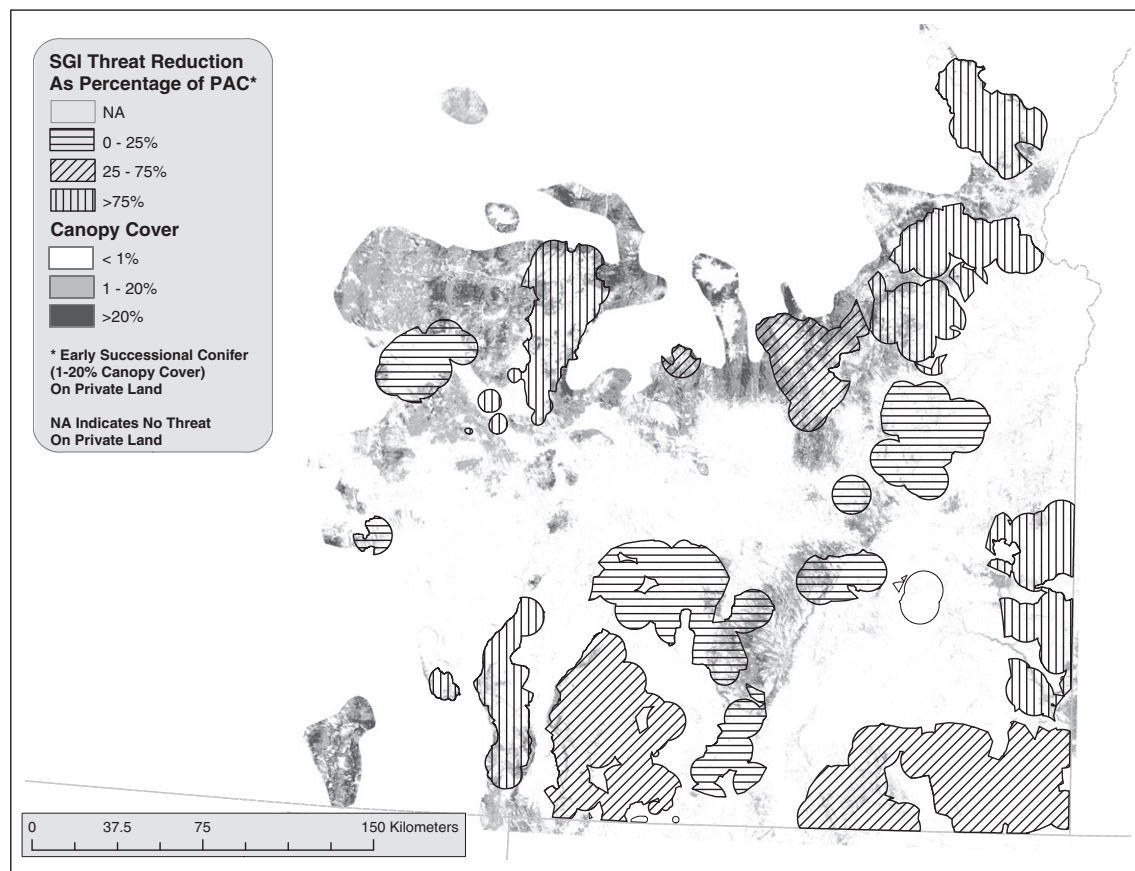 SGI Threat Reduction
As Percentage of PAC*
NA
0 - 25%
25 - 75%
>75%
Canopy Cover
< 1%
1 - 20%
>20%
* Early Successional Conifer
(1-20% Canopy Cover)
On Private Land
NA Indicates No Threat
On Private Land
0 37.5 75 150 Kilometers